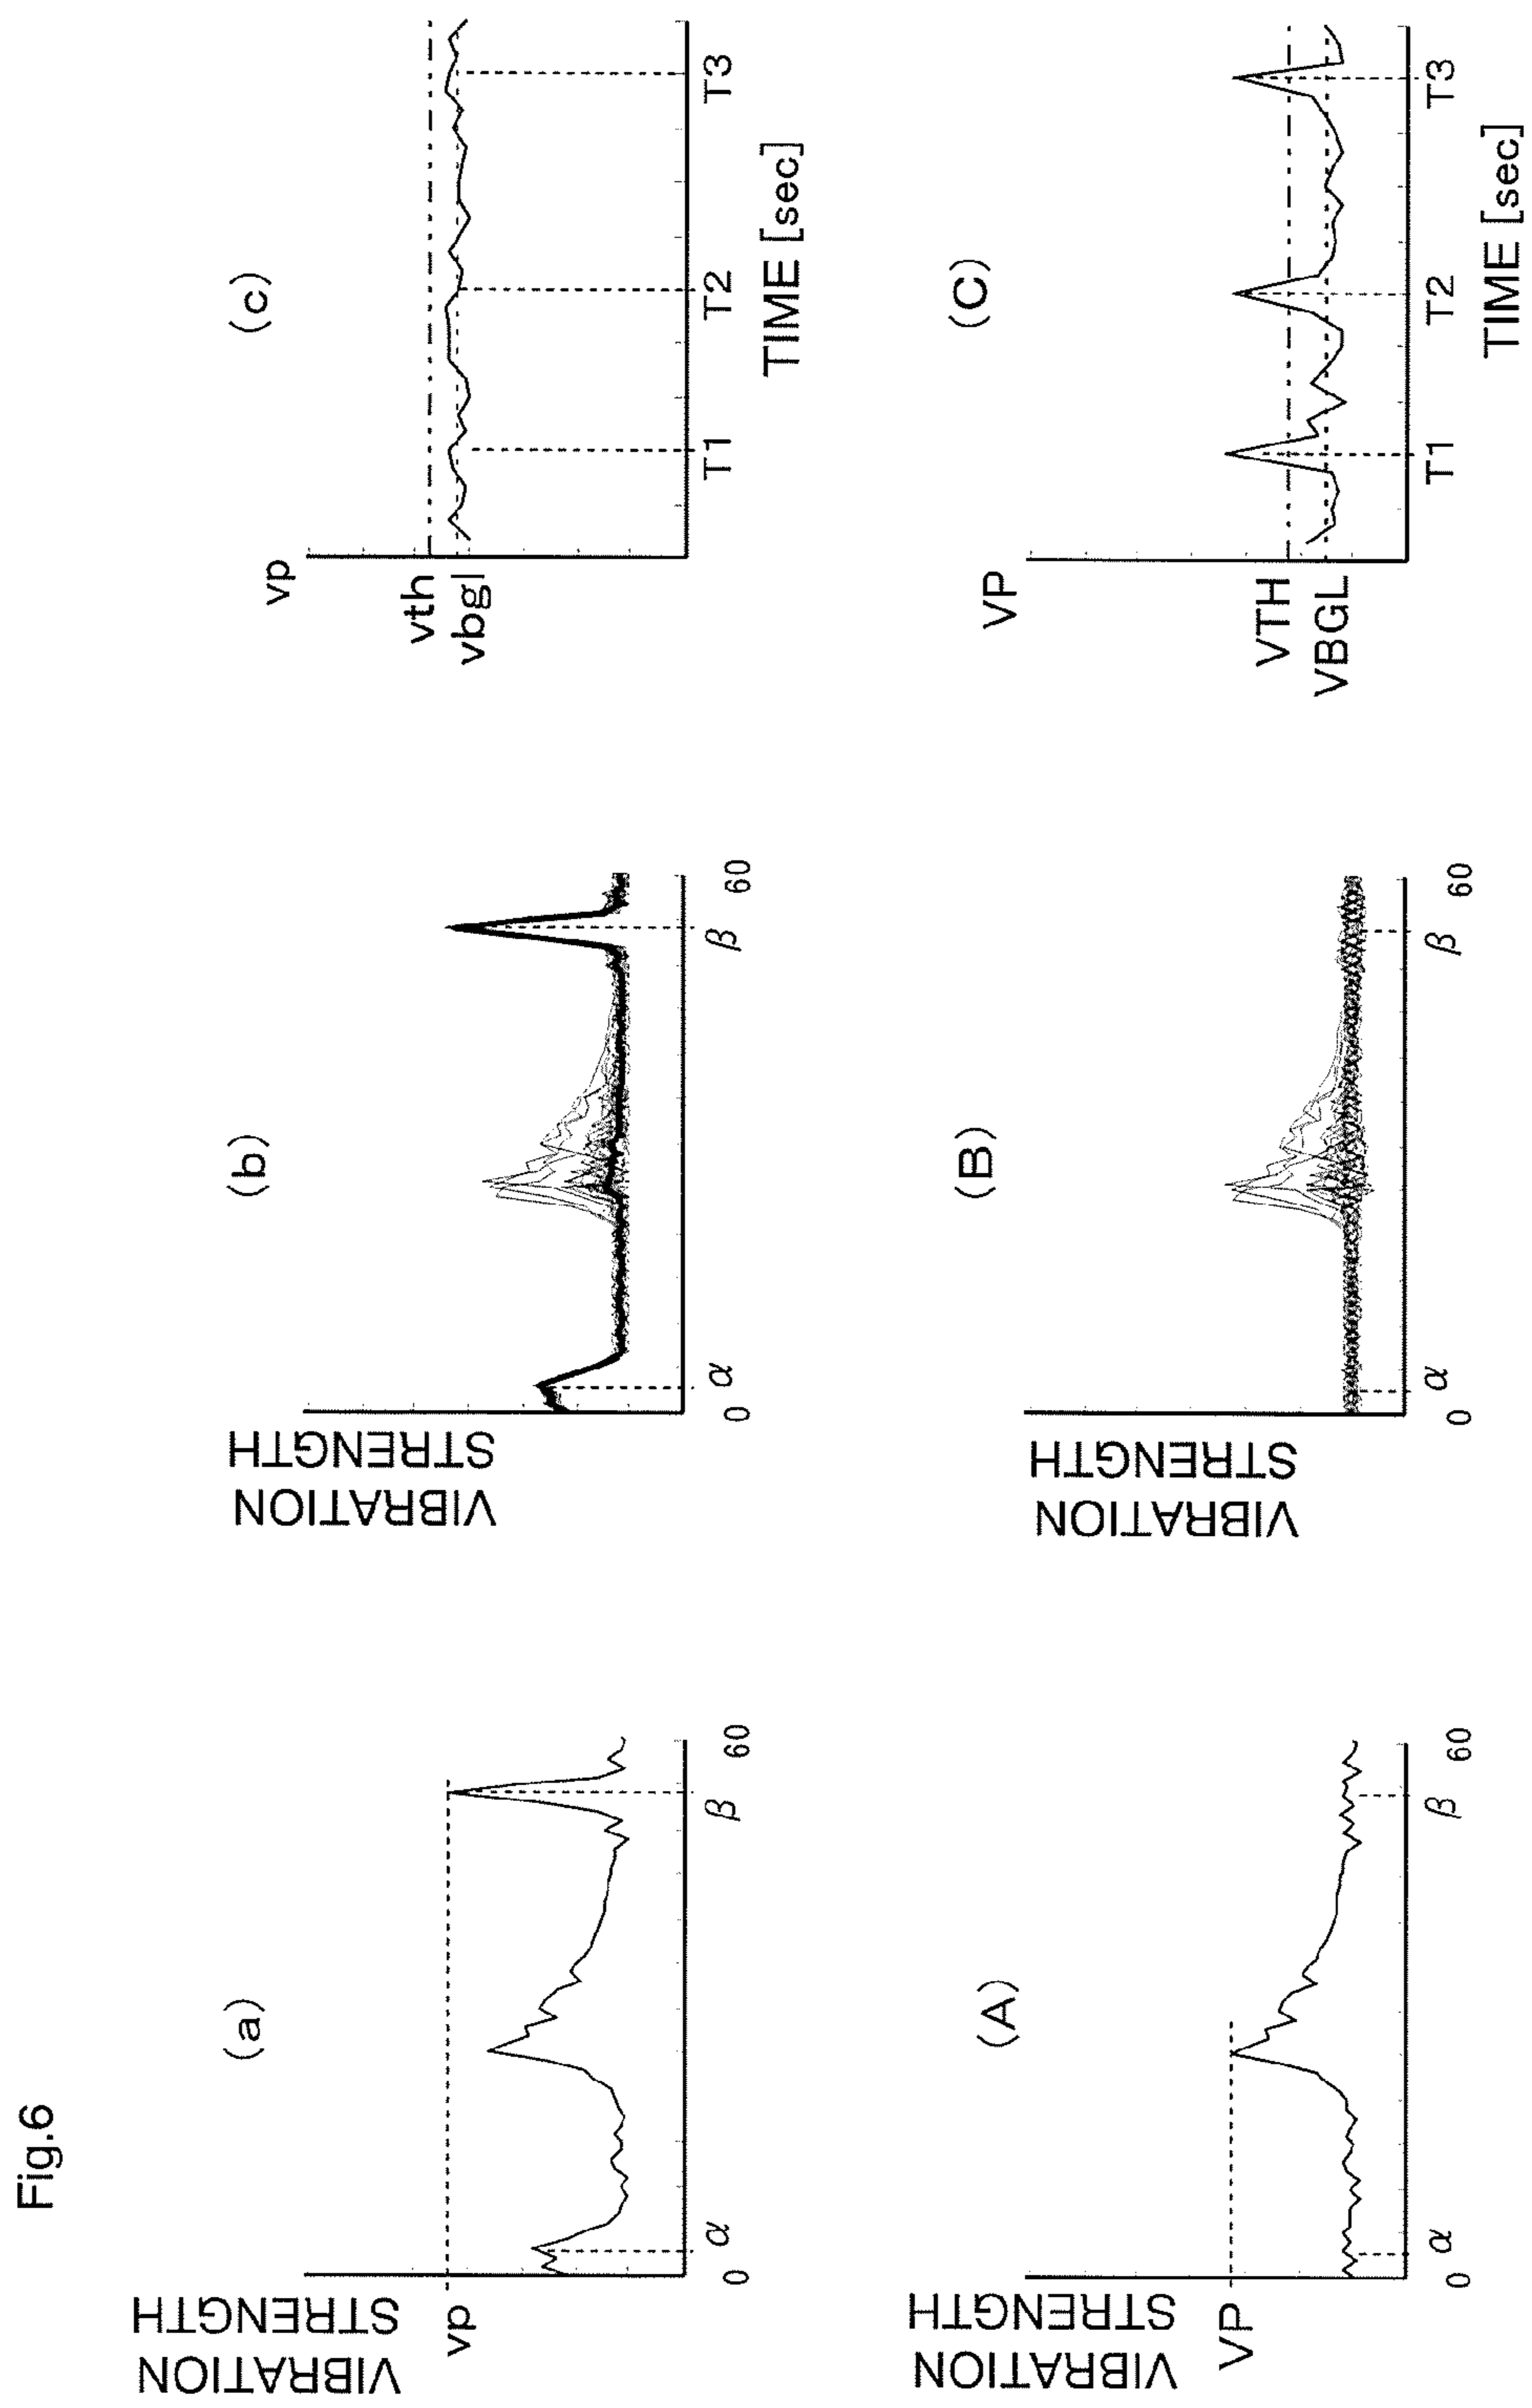 Fig.6
(a)
VIBRATION
STRENGTH
vp
0
α
β
60
(b)
VIBRATION
STRENGTH
0
α
β
60
(c)
vp
vth
vbgl
T1
T2
T3
TIME [sec]
(A)
VIBRATION
STRENGTH
VP
0
α
β
60
(B)
VIBRATION
STRENGTH
0
α
β
60
(C)
VP
VTH
VBGL
T1
T2
T3
TIME [sec]